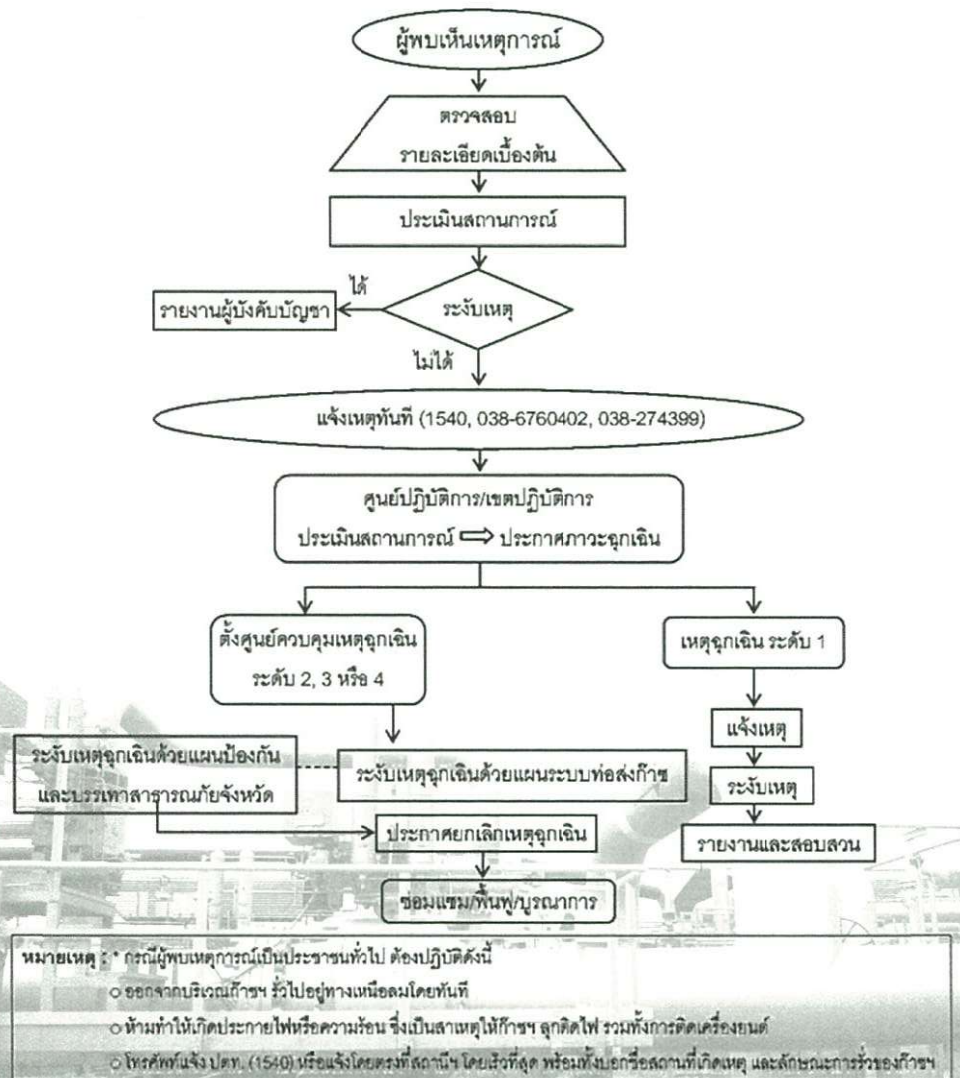 ผู้พบเห็นเหตุการณ์
ตรวจสอบ
รายละเอียดเบื้องต้น
ประเมินสถานการณ์
ได้
รายงานผู้บังคับบัญชา
ระงับเหตุ
ไม่ได้
แจ้งเหตุทันที (1540, 038-6760402, 038-274399)
ศูนย์ปฏิบัติการ/เขตปฏิบัติการ
ประเมินสถานการณ์ ⇨ ประกาศภาวะฉุกเฉิน
ตั้งศูนย์ควบคุมเหตุฉุกเฉิน
ระดับ 2, 3 หรือ 4
เหตุฉุกเฉิน ระดับ 1
แจ้งเหตุ
ระงับเหตุฉุกเฉินด้วยแผนป้องกัน
และบรรเทาสาธารณภัยจังหวัด
ระงับเหตุฉุกเฉินด้วยแผนระบบท่อส่งก๊าซ
ระงับเหตุ
ประกาศยกเลิกเหตุฉุกเฉิน
รายงานและสอบสวน
ซ่อมแซม/ฟื้นฟู/บูรณาการ
หมายเหตุ : * กรณีผู้พบเหตุการณ์เป็นประชาชนทั่วไป ต้องปฏิบัติดังนี้
○ ออกจากบริเวณก๊าซฯ รั่วไปอยู่ทางเหนือลมโดยทันที
○ ห้ามทำให้เกิดประกายไฟหรือความร้อน ซึ่งเป็นสาเหตุให้ก๊าซฯ ลุกติดไฟ รวมทั้งการติดเครื่องยนต์
○ โทรศัพท์แจ้ง ปตท. (1540) หรือแจ้งโดยตรงที่สถานีฯ โดยเร็วที่สุด พร้อมทั้งบอกชื่อสถานที่เกิดเหตุ และลักษณะการรั่วของก๊าซฯ